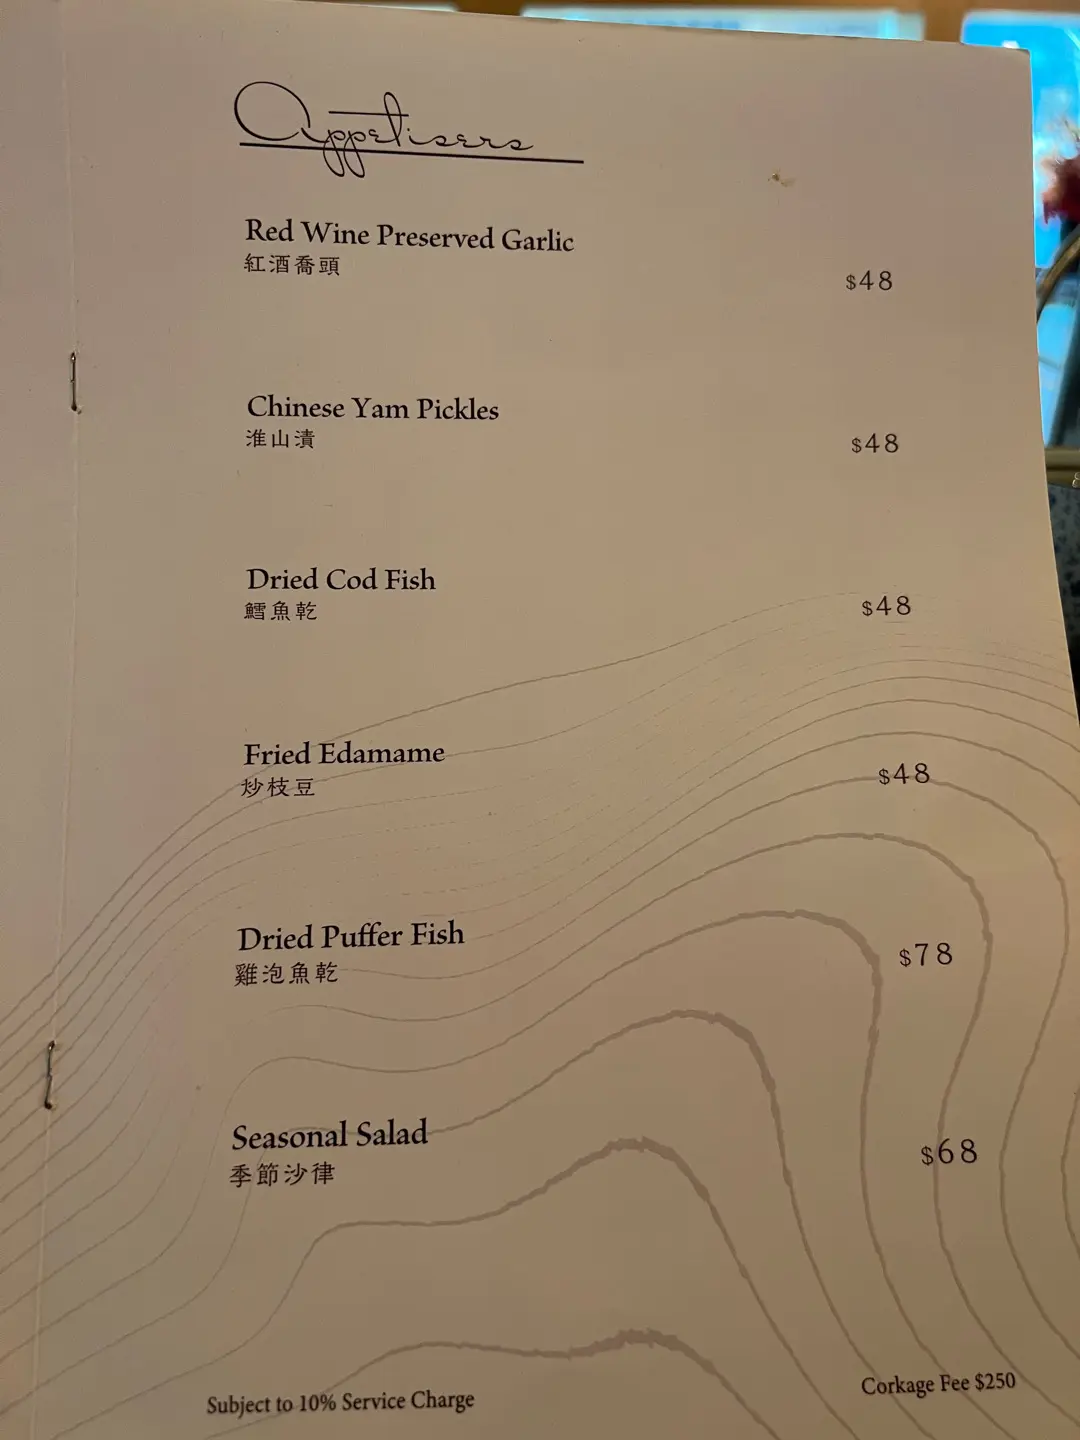 Appetisers
Red Wine Preserved Garlic
紅酒喬頭
$48
Chinese Yam Pickles
淮山漬
$48
Dried Cod Fish
鱈魚乾
$48
Fried Edamame
炒枝豆
$48
Dried Puffer Fish
雞泡魚乾
$78
Seasonal Salad
季節沙律
$68
Subject to 10% Service Charge
Corkage Fee $250